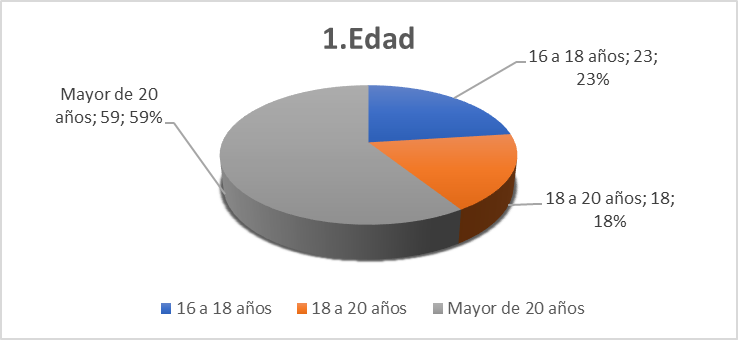 1.Edad
16 a 18 años; 23;
23%
Mayor de 20
años; 59; 59%
18 a 20 años; 18;
18%
16 a 18 años
18 a 20 años
Mayor de 20 años